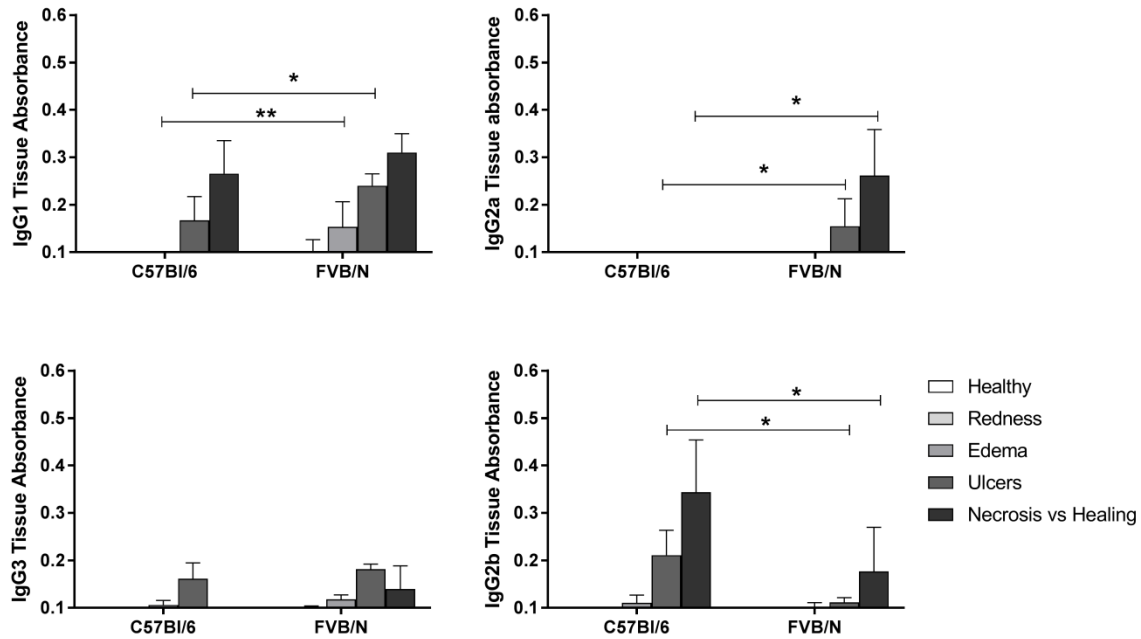 0.6
0.5
0.4
0.3
0.2
0.1
IgG1 Tissue Absorbance
*
**
C57Bl/6 FVB/N
0.6
0.5
0.4
0.3
0.2
0.1
IgG2a Tissue absorbance
*
*
C57Bl/6 FVB/N
0.6
0.5
0.4
0.3
0.2
0.1
IgG3 Tissue Absorbance
C57Bl/6 FVB/N
0.6
0.5
0.4
0.3
0.2
0.1
IgG2b Tissue Absorbance
*
*
C57Bl/6 FVB/N
Healthy
Redness
Edema
Ulcers
Necrosis vs Healing